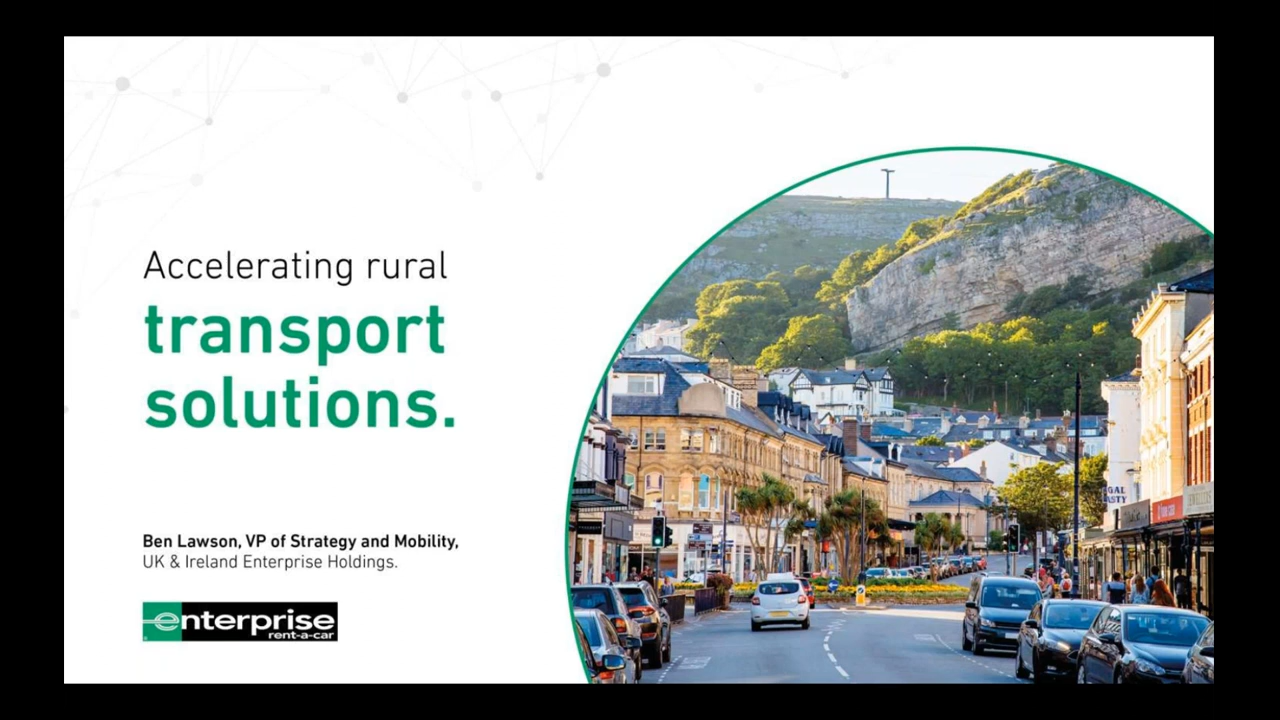 Accelerating rural
transport
solutions.
Ben Lawson, VP of Strategy and Mobility,
UK & Ireland Enterprise Holdings.
enterprise
rent-a-car